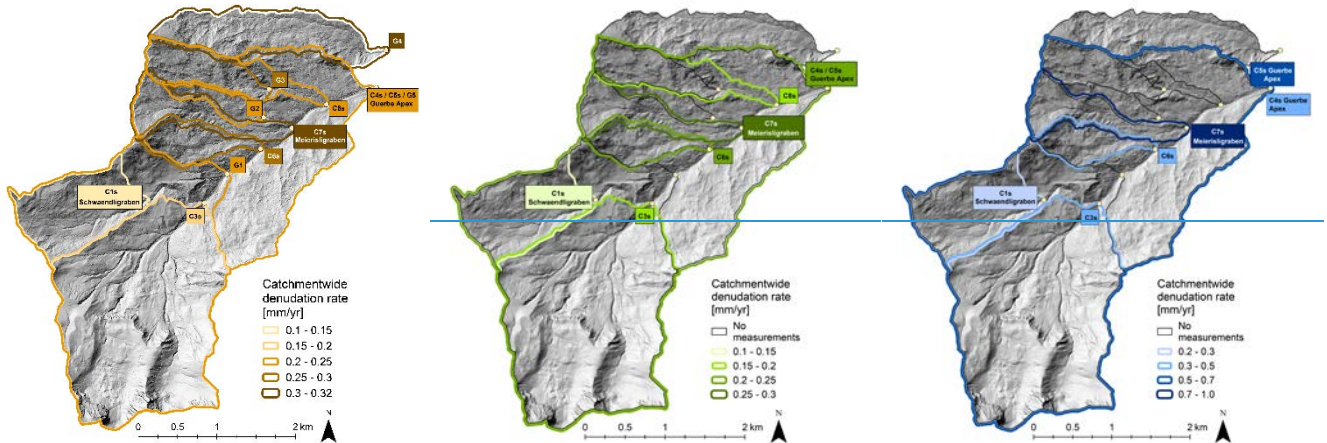 G4
G3
C4s / C5s / G5
Guerbe Apex
G2
C8s
C7s
Meierisligraben
C6s
G1
C1s
Schwaendligraben
C3s
Catchmentwide
denudation rate
[mm/yr]
0.1 - 0.15
0.15 - 0.2
0.2 - 0.25
0.25 - 0.3
0.3 - 0.32
0 0.5 1 2 km
N
C4s / C5s
Guerbe Apex
C8s
C7s
Meierisligraben
C6s
C1s
Schwaendligraben
C3s
Catchmentwide
denudation rate
[mm/yr]
No
measurements
0.1 - 0.15
0.15 - 0.2
0.2 - 0.25
0.25 - 0.3
0 0.5 1 2 km
N
C5s Guerbe
Apex
C4s Guerbe
Apex
C7s
Meierisligraben
C6s
C1s
Schwaendligraben
C3s
Catchmentwide
denudation rate
[mm/yr]
No
measurements
0.2 - 0.3
0.3 - 0.5
0.5 - 0.7
0.7 - 1.0
0 0.5 1 2 km
N